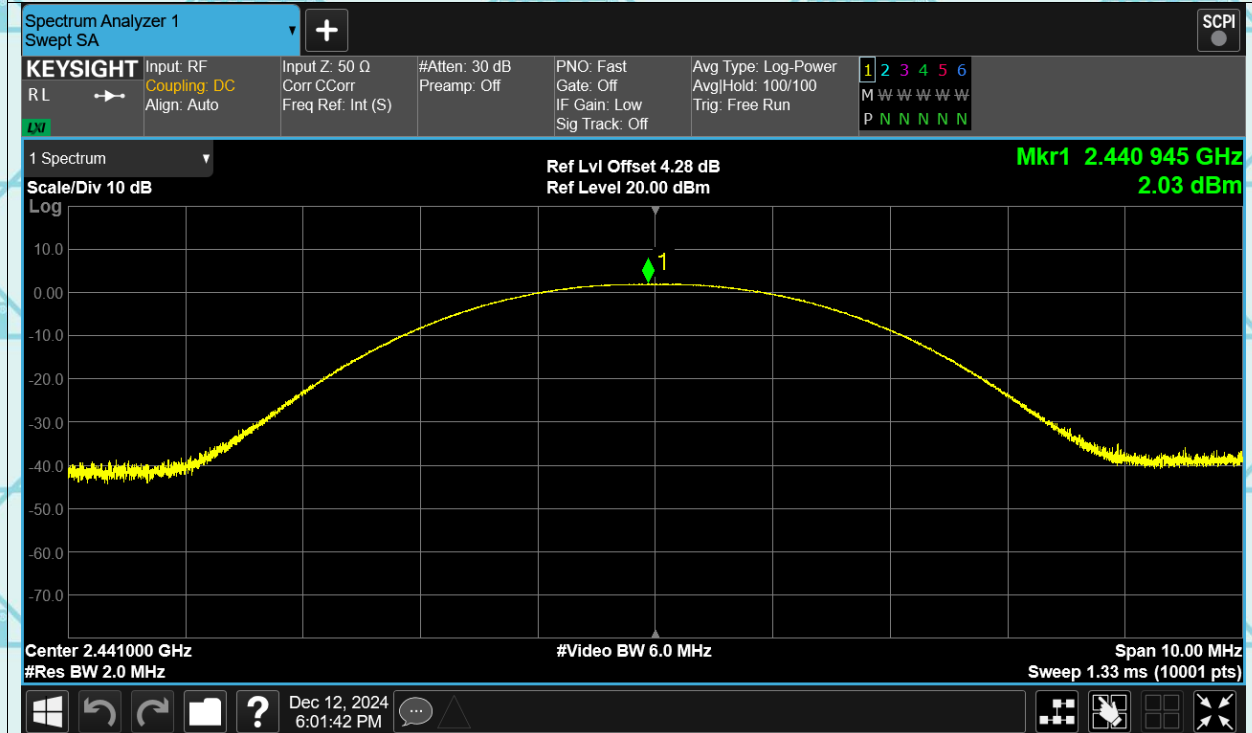 Spectrum Analyzer 1
Swept SA
+
SCPI
KEYSIGHT
R L
LXI
Input: RF
Coupling: DC
Align: Auto
Input Z: 50 Ω
Corr CCorr
Freq Ref: Int (S)
#Atten: 30 dB
Preamp: Off
PNO: Fast
Gate: Off
IF Gain: Low
Sig Track: Off
Avg Type: Log-Power
Avg|Hold: 100/100
Trig: Free Run
1 2 3 4 5 6
M W W W W W
P N N N N N
1 Spectrum
Scale/Div 10 dB
Log
Ref Lvl Offset 4.28 dB
Ref Level 20.00 dBm
Mkr1 2.440 945 GHz
2.03 dBm
1
10.0
0.00
-10.0
-20.0
-30.0
-40.0
-50.0
-60.0
-70.0
Center 2.441000 GHz
#Res BW 2.0 MHz
#Video BW 6.0 MHz
Span 10.00 MHz
Sweep 1.33 ms (10001 pts)
?
Dec 12, 2024
6:01:42 PM